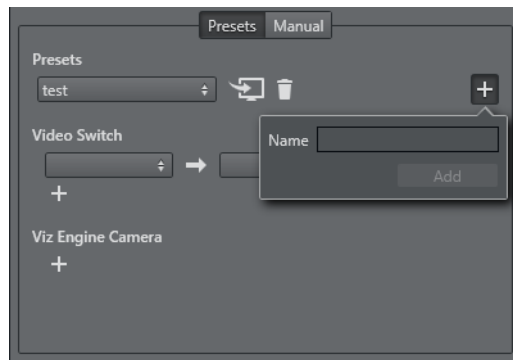 Presets Manual
Presets
test
Video Switch
Name
Add
Viz Engine Camera